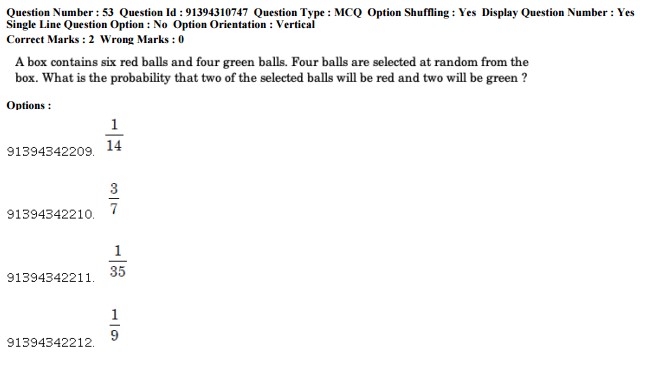 Question Number : 53 Question Id : 91394310747 Question Type : MCQ Option Shuffling : Yes Display Question Number : Yes
Single Line Question Option : No Option Orientation : Vertical
Correct Marks : 2 Wrong Marks : 0
A box contains six red balls and four green balls. Four balls are selected at random from the
box. What is the probability that two of the selected balls will be red and two will be green ?
Options :
1
91394342209. 14
3
91394342210. 7
1
91394342211. 35
1
91394342212. 9